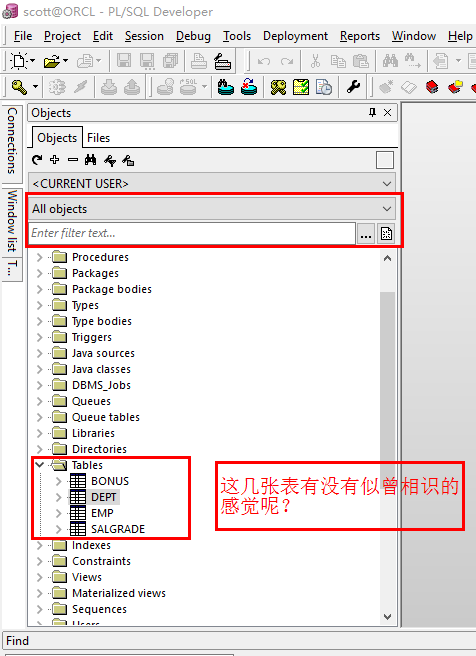 scott@ORCL - PL/SQL Developer
File Project Edit Session Debug Tools Deployment Reports Window Help
Connections
Window list
T...
Objects
Objects Files
<CURRENT USER>
All objects
Enter filter text...
...
Procedures
Packages
Package bodies
Types
Type bodies
Triggers
Java sources
Java classes
DBMS_Jobs
Queues
Queue tables
Libraries
Directories
Tables
BONUS
DEPT
EMP
SALGRADE
Indexes
Constraints
Views
Materialized views
Sequences
Users
这几张表有没有似曾相识的
感觉呢?
Find